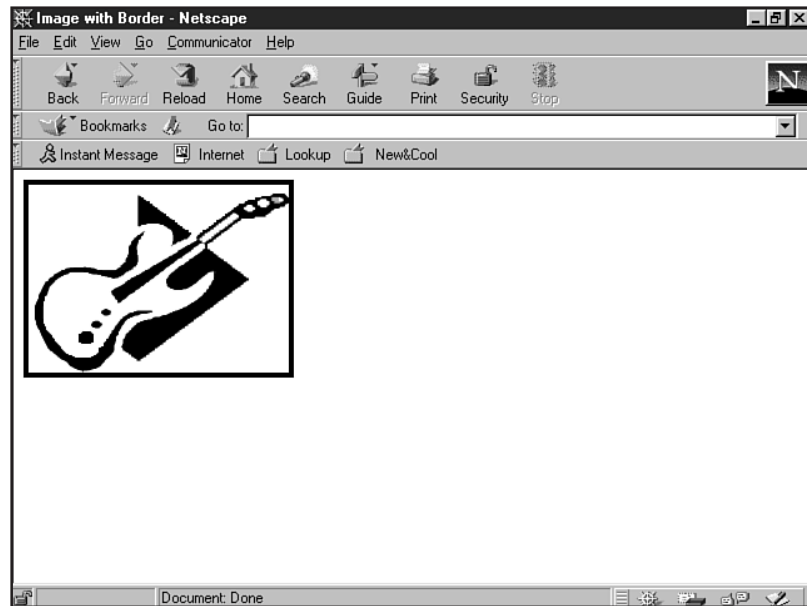 Image with Border - Netscape
File Edit View Go Communicator Help
N
Back Forward Reload Home Search Guide Print Security Stop
Bookmarks Go to:
Instant Message Internet Lookup New&Cool
Document: Done